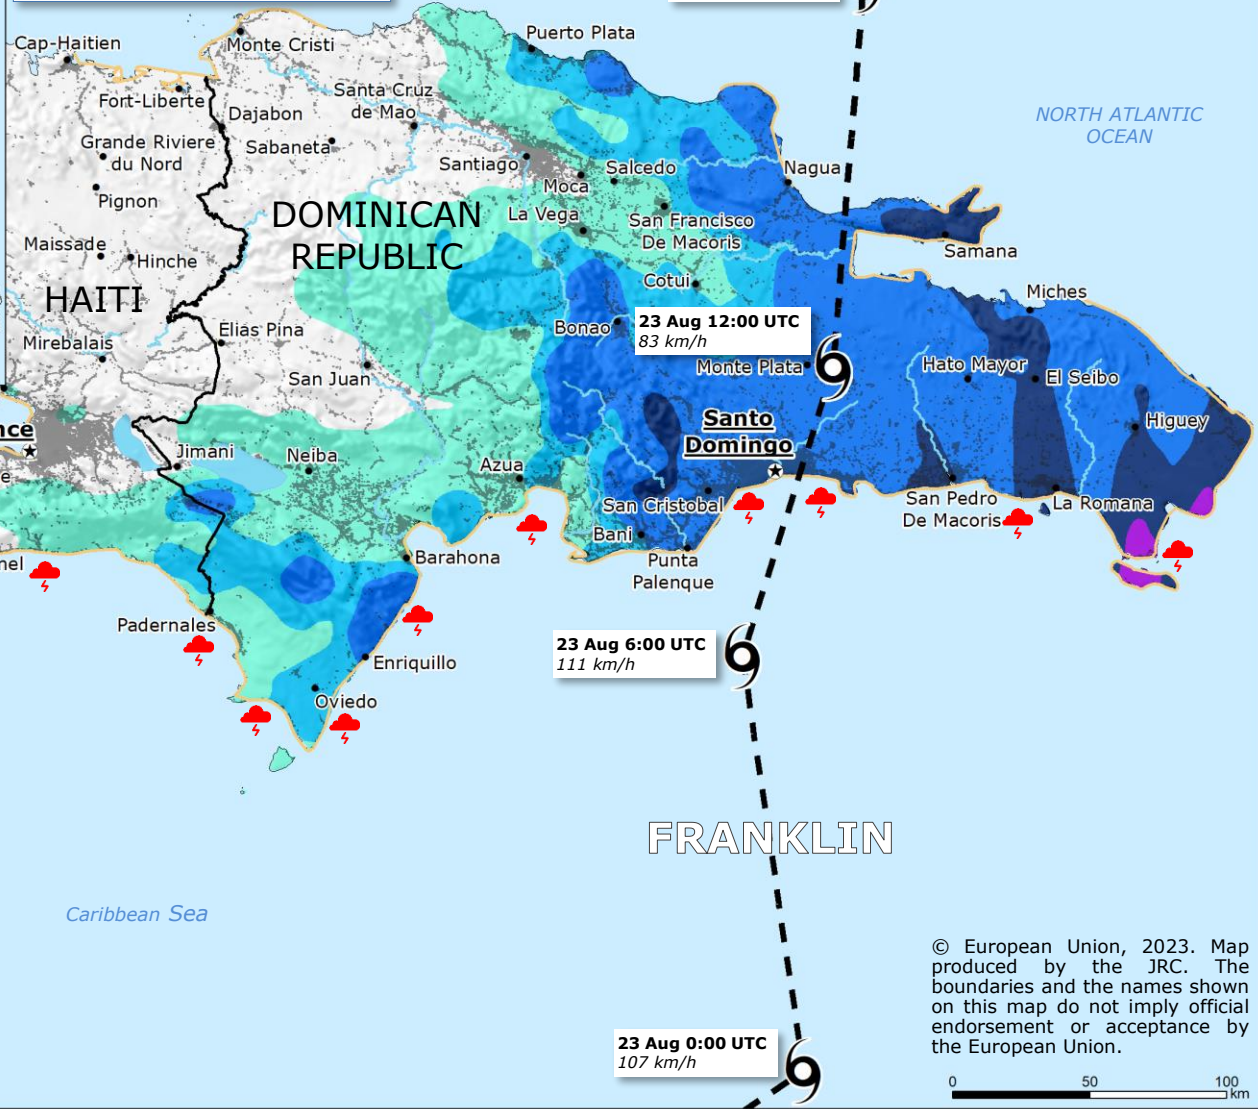 Cap-Haitien
Monte Cristi
Puerto Plata
Fort-Liberte
Dajabon
Santa Cruz
de Mao
NORTH ATLANTIC
OCEAN
Grande Riviere
du Nord
Sabaneta
Santiago
Moca
Salcedo
Nagua
Pignon
DOMINICAN
REPUBLIC
La Vega
San Francisco
De Macoris
Samana
Maissade
Hinche
Cotui
HAITI
Miches
Elias Pina
Bonao
23 Aug 12:00 UTC
83 km/h
Mirebalais
San Juan
Monte Plata
Hato Mayor
El Seibo
Santo
Domingo
Higuey
nce
Jimani
Neiba
Azua
e
San Cristobal
San Pedro
De Macoris
La Romana
Bani
nel
Barahona
Punta
Palenque
Padernales
23 Aug 6:00 UTC
111 km/h
Enriquillo
Oviedo
FRANKLIN
Caribbean Sea
© European Union, 2023. Map
produced by the JRC. The
boundaries and the names shown
on this map do not imply official
endorsement or acceptance by
the European Union.
23 Aug 0:00 UTC
107 km/h
0 50 100
km